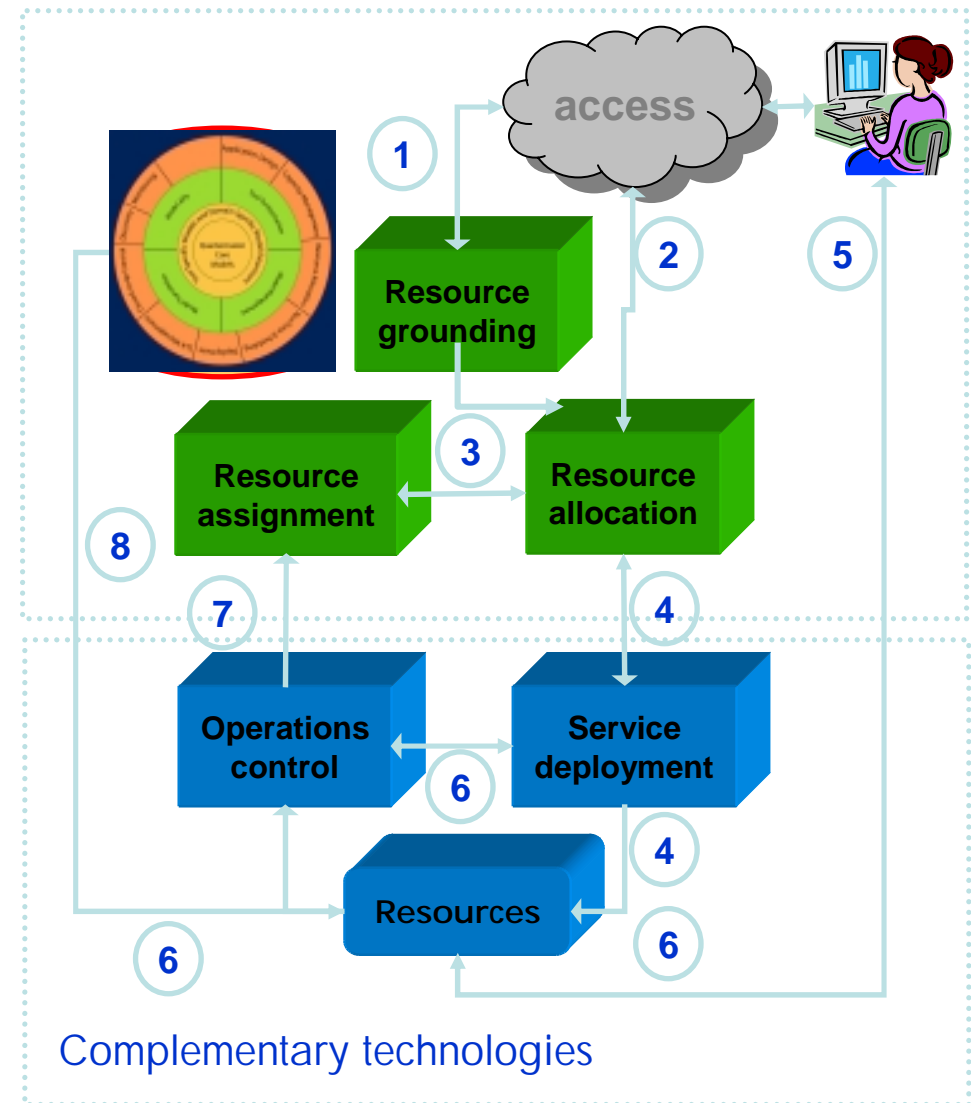 access
1
2
5
Resource
grounding
3
Resource
assignment
Resource
allocation
8
7
4
Operations
control
Service
deployment
6
4
Resources
6
6
Complementary technologies